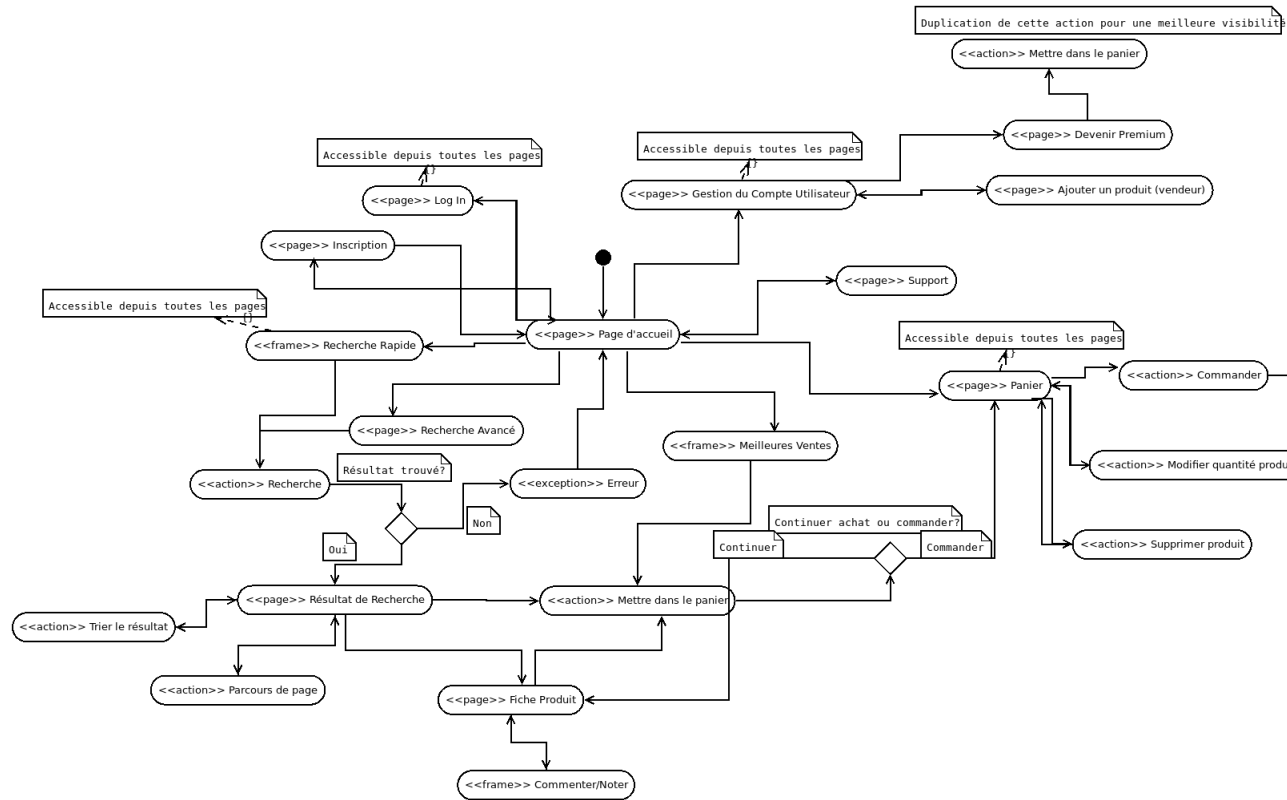 Duplication de cette action pour une meilleure visibilité
<<action>> Mettre dans le panier
<<page>> Devenir Premium
Accessible depuis toutes les pages
{}
Accessible depuis toutes les pages
{}
<<page>> Log In
<<page>> Gestion du Compte Utilisateur
<<page>> Ajouter un produit (vendeur)
<<page>> Inscription
<<page>> Support
Accessible depuis toutes les pages
{}
<<page>> Page d'accueil
<<frame>> Recherche Rapide
Accessible depuis toutes les pages
{}
<<page>> Panier
<<action>> Commander
<<page>> Recherche Avancé
<<frame>> Meilleures Ventes
Résultat trouvé?
<<action>> Modifier quantité produ
<<action>> Recherche
<<exception>> Erreur
Non
Continuer achat ou commander?
Oui
Continuer
Commander
<<action>> Supprimer produit
<<page>> Résultat de Recherche
<<action>> Mettre dans le panier
<<action>> Trier le résultat
<<action>> Parcours de page
<<page>> Fiche Produit
<<frame>> Commenter/Noter